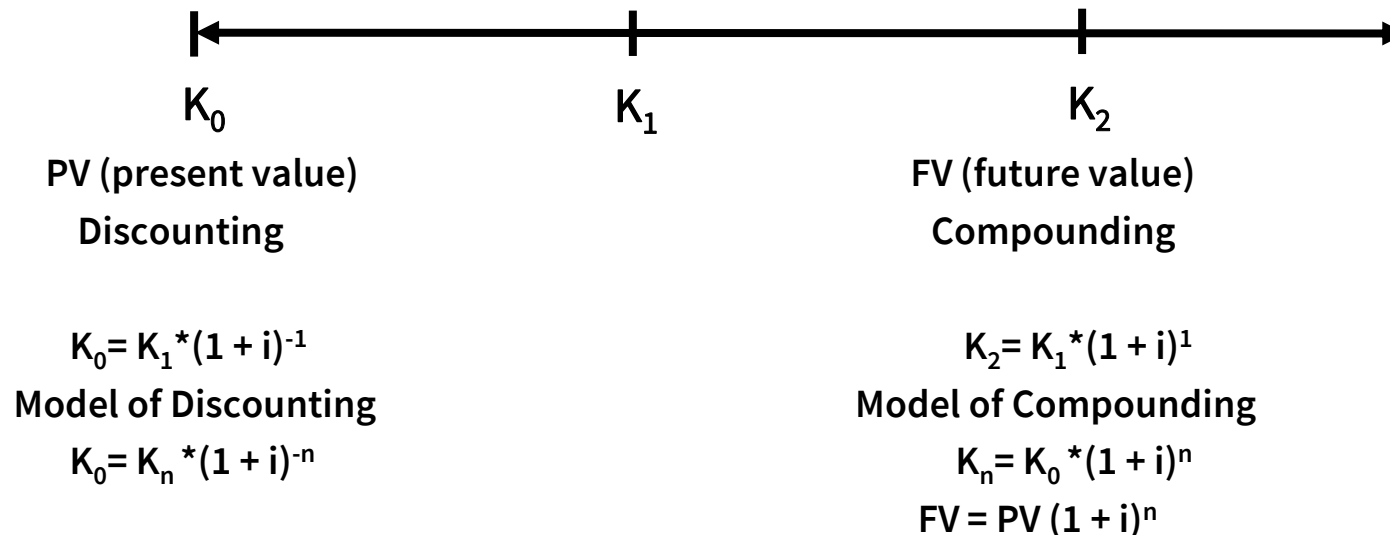 K₀ K₁ K₂
PV (present value) FV (future value)
Discounting Compounding
K₀= K₁*(1 + i)⁻¹ K₂= K₁*(1 + i)¹
Model of Discounting Model of Compounding
K₀= Kₙ *(1 + i)⁻ⁿ Kₙ= K₀ *(1 + i)ⁿ
FV = PV (1 + i)ⁿ